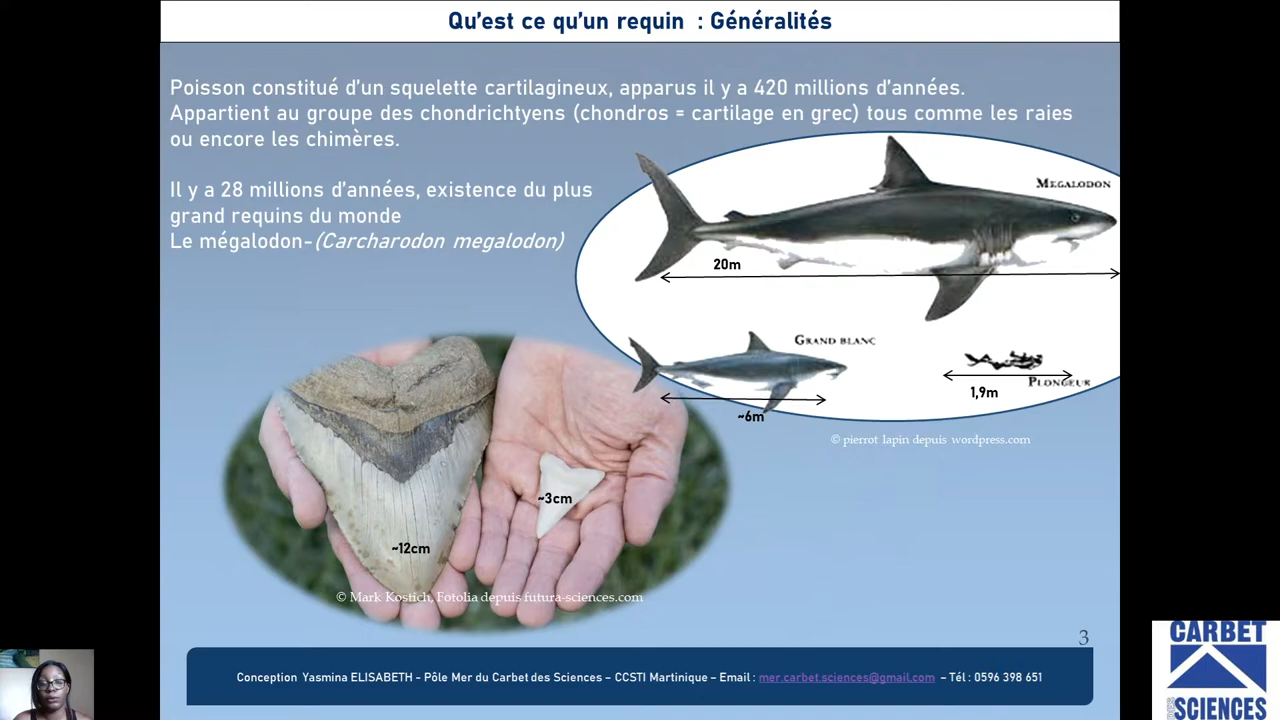 Qu’est ce qu’un requin : Généralités
Poisson constitué d’un squelette cartilagineux, apparus il y a 420 millions d’années.
Appartient au groupe des chondrichtyens (chondros = cartilage en grec) tous comme les raies
ou encore les chimères.
Il y a 28 millions d’années, existence du plus
grand requins du monde
Le mégalodon-(Carcharodon megalodon)
MEGALODON
20m
GRAND BLANC
~6m
PLONGEUR
1,9m
© pierrot lapin depuis wordpress.com
~3cm
~12cm
© Mark Kostich, Fotolia depuis futura-sciences.com
3
Conception Yasmina ELISABETH - Pôle Mer du Carbet des Sciences – CCSTI Martinique – Email : mer.carbet.sciences@gmail.com – Tél : 0596 398 651
CARBET
DES
SCIENCES